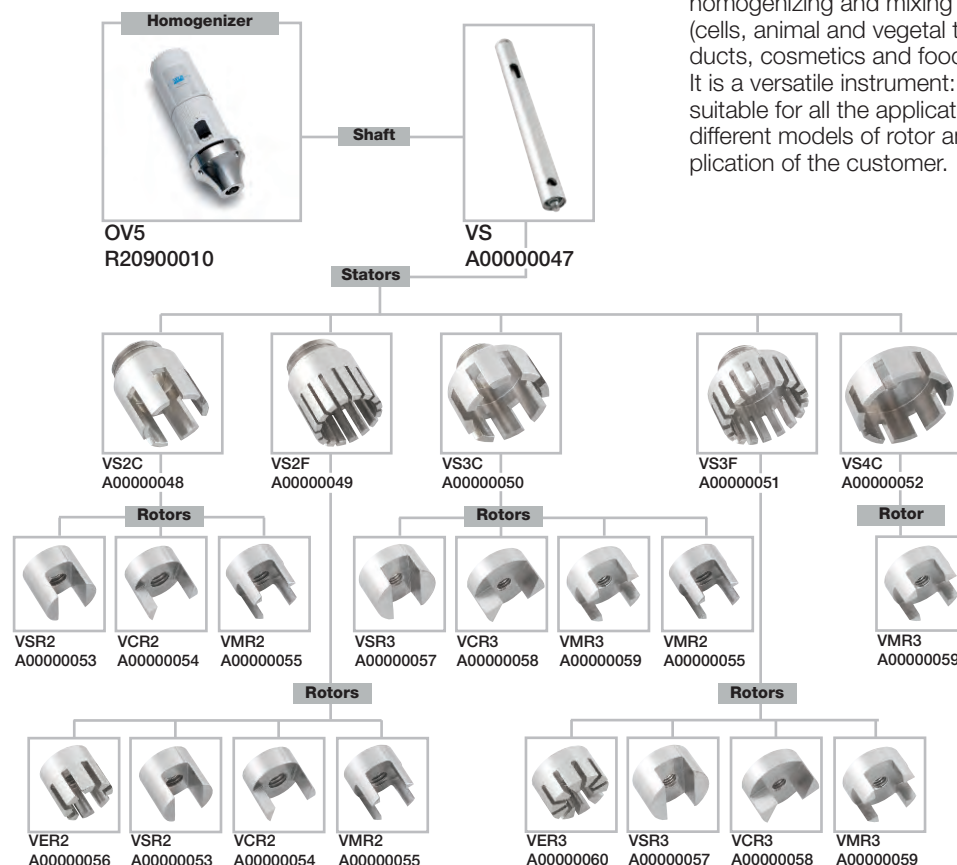 homogenizing and mixing
(cells, animal and vegetal t
ducts, cosmetics and food
It is a versatile instrument:
suitable for all the applicat
different models of rotor a
plication of the customer.
Homogenizer
Shaft
OV5
R20900010
VS
A00000047
Stators
VS2C
A00000048
VS2F
A00000049
VS3C
A00000050
VS3F
A00000051
VS4C
A00000052
Rotors
Rotors
Rotor
VSR2
A00000053
VCR2
A00000054
VMR2
A00000055
VSR3
A00000057
VCR3
A00000058
VMR3
A00000059
VMR2
A00000055
VMR3
A00000059
Rotors
Rotors
VER2
A00000056
VSR2
A00000053
VCR2
A00000054
VMR2
A00000055
VER3
A00000060
VSR3
A00000057
VCR3
A00000058
VMR3
A00000059